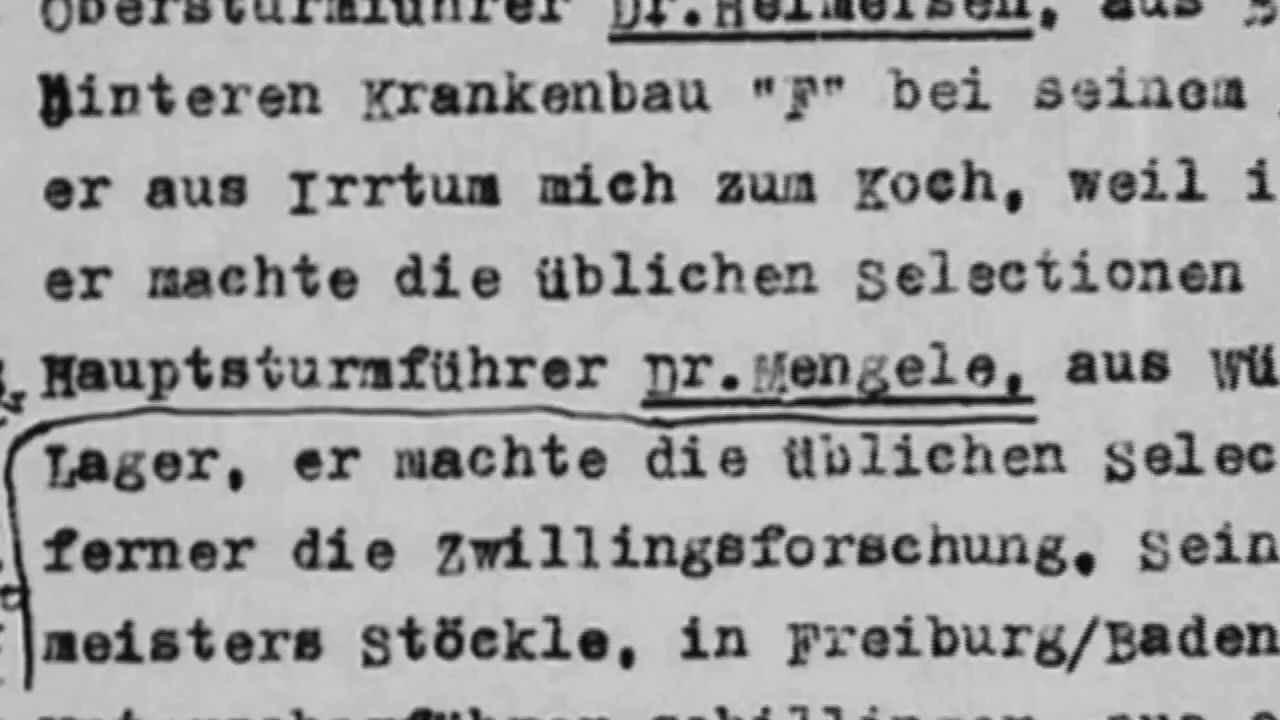 Obersturmführer Dr.Helmersen, aus
Hinteren Krankenbau "F" bei seinem
er aus Irrtum mich zum Koch, weil i
er machte die üblichen Selectionen
Hauptsturmführer Dr.Mengele, aus Wü
Lager, er machte die üblichen Selec
ferner die Zwillingsforschung. Sein
meisters Stöckle, in Freiburg/Baden